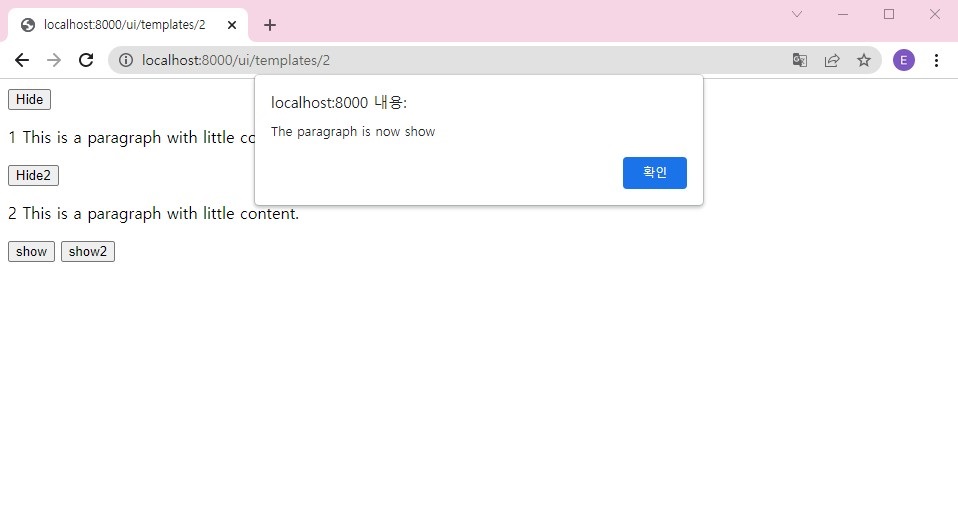 localhost:8000/ui/templates/2
localhost:8000/ui/templates/2
E
Hide
localhost:8000 내용:
The paragraph is now show
1 This is a paragraph with little co
확인
Hide2
2 This is a paragraph with little content.
show show2